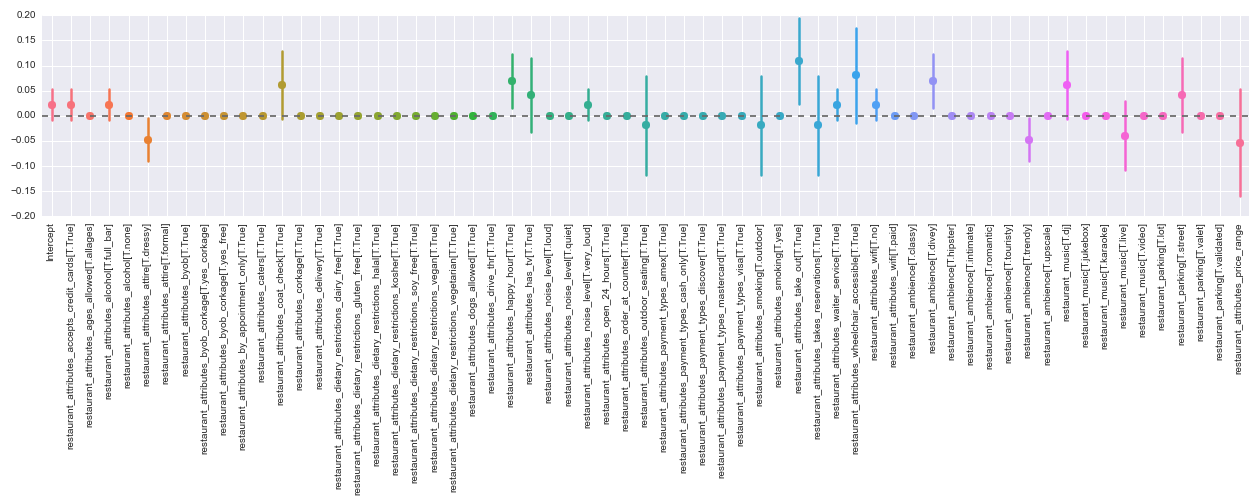 0.20
0.15
0.10
0.05
0.00
−0.05
−0.10
−0.15
−0.20
Intercept
restaurant_attributes_accepts_credit_cards[T.True]
restaurant_attributes_ages_allowed[T.allages]
restaurant_attributes_alcohol[T.full_bar]
restaurant_attributes_alcohol[T.none]
restaurant_attributes_attire[T.dressy]
restaurant_attributes_attire[T.formal]
restaurant_attributes_byob[T.True]
restaurant_attributes_byob_corkage[T.yes_corkage]
restaurant_attributes_byob_corkage[T.yes_free]
restaurant_attributes_by_appointment_only[T.True]
restaurant_attributes_caters[T.True]
restaurant_attributes_coat_check[T.True]
restaurant_attributes_corkage[T.True]
restaurant_attributes_delivery[T.True]
restaurant_attributes_dietary_restrictions_dairy_free[T.True]
restaurant_attributes_dietary_restrictions_gluten_free[T.True]
restaurant_attributes_dietary_restrictions_halal[T.True]
restaurant_attributes_dietary_restrictions_kosher[T.True]
restaurant_attributes_dietary_restrictions_soy_free[T.True]
restaurant_attributes_dietary_restrictions_vegan[T.True]
restaurant_attributes_dietary_restrictions_vegetarian[T.True]
restaurant_attributes_dogs_allowed[T.True]
restaurant_attributes_drive_thr[T.True]
restaurant_attributes_happy_hour[T.True]
restaurant_attributes_has_tv[T.True]
restaurant_attributes_noise_level[T.loud]
restaurant_attributes_noise_level[T.quiet]
restaurant_attributes_noise_level[T.very_loud]
restaurant_attributes_open_24_hours[T.True]
restaurant_attributes_order_at_counter[T.True]
restaurant_attributes_outdoor_seating[T.True]
restaurant_attributes_payment_types_amex[T.True]
restaurant_attributes_payment_types_cash_only[T.True]
restaurant_attributes_payment_types_discover[T.True]
restaurant_attributes_payment_types_mastercard[T.True]
restaurant_attributes_payment_types_visa[T.True]
restaurant_attributes_smoking[T.outdoor]
restaurant_attributes_smoking[T.yes]
restaurant_attributes_take_out[T.True]
restaurant_attributes_takes_reservations[T.True]
restaurant_attributes_waiter_service[T.True]
restaurant_attributes_wheelchair_accessible[T.True]
restaurant_attributes_wifi[T.no]
restaurant_attributes_wifi[T.paid]
restaurant_ambience[T.classy]
restaurant_ambience[T.divey]
restaurant_ambience[T.hipster]
restaurant_ambience[T.intimate]
restaurant_ambience[T.romantic]
restaurant_ambience[T.touristy]
restaurant_ambience[T.trendy]
restaurant_ambience[T.upscale]
restaurant_music[T.dj]
restaurant_music[T.jukebox]
restaurant_music[T.karaoke]
restaurant_music[T.live]
restaurant_music[T.video]
restaurant_parking[T.lot]
restaurant_parking[T.street]
restaurant_parking[T.valet]
restaurant_parking[T.validated]
restaurant_attributes_price_range